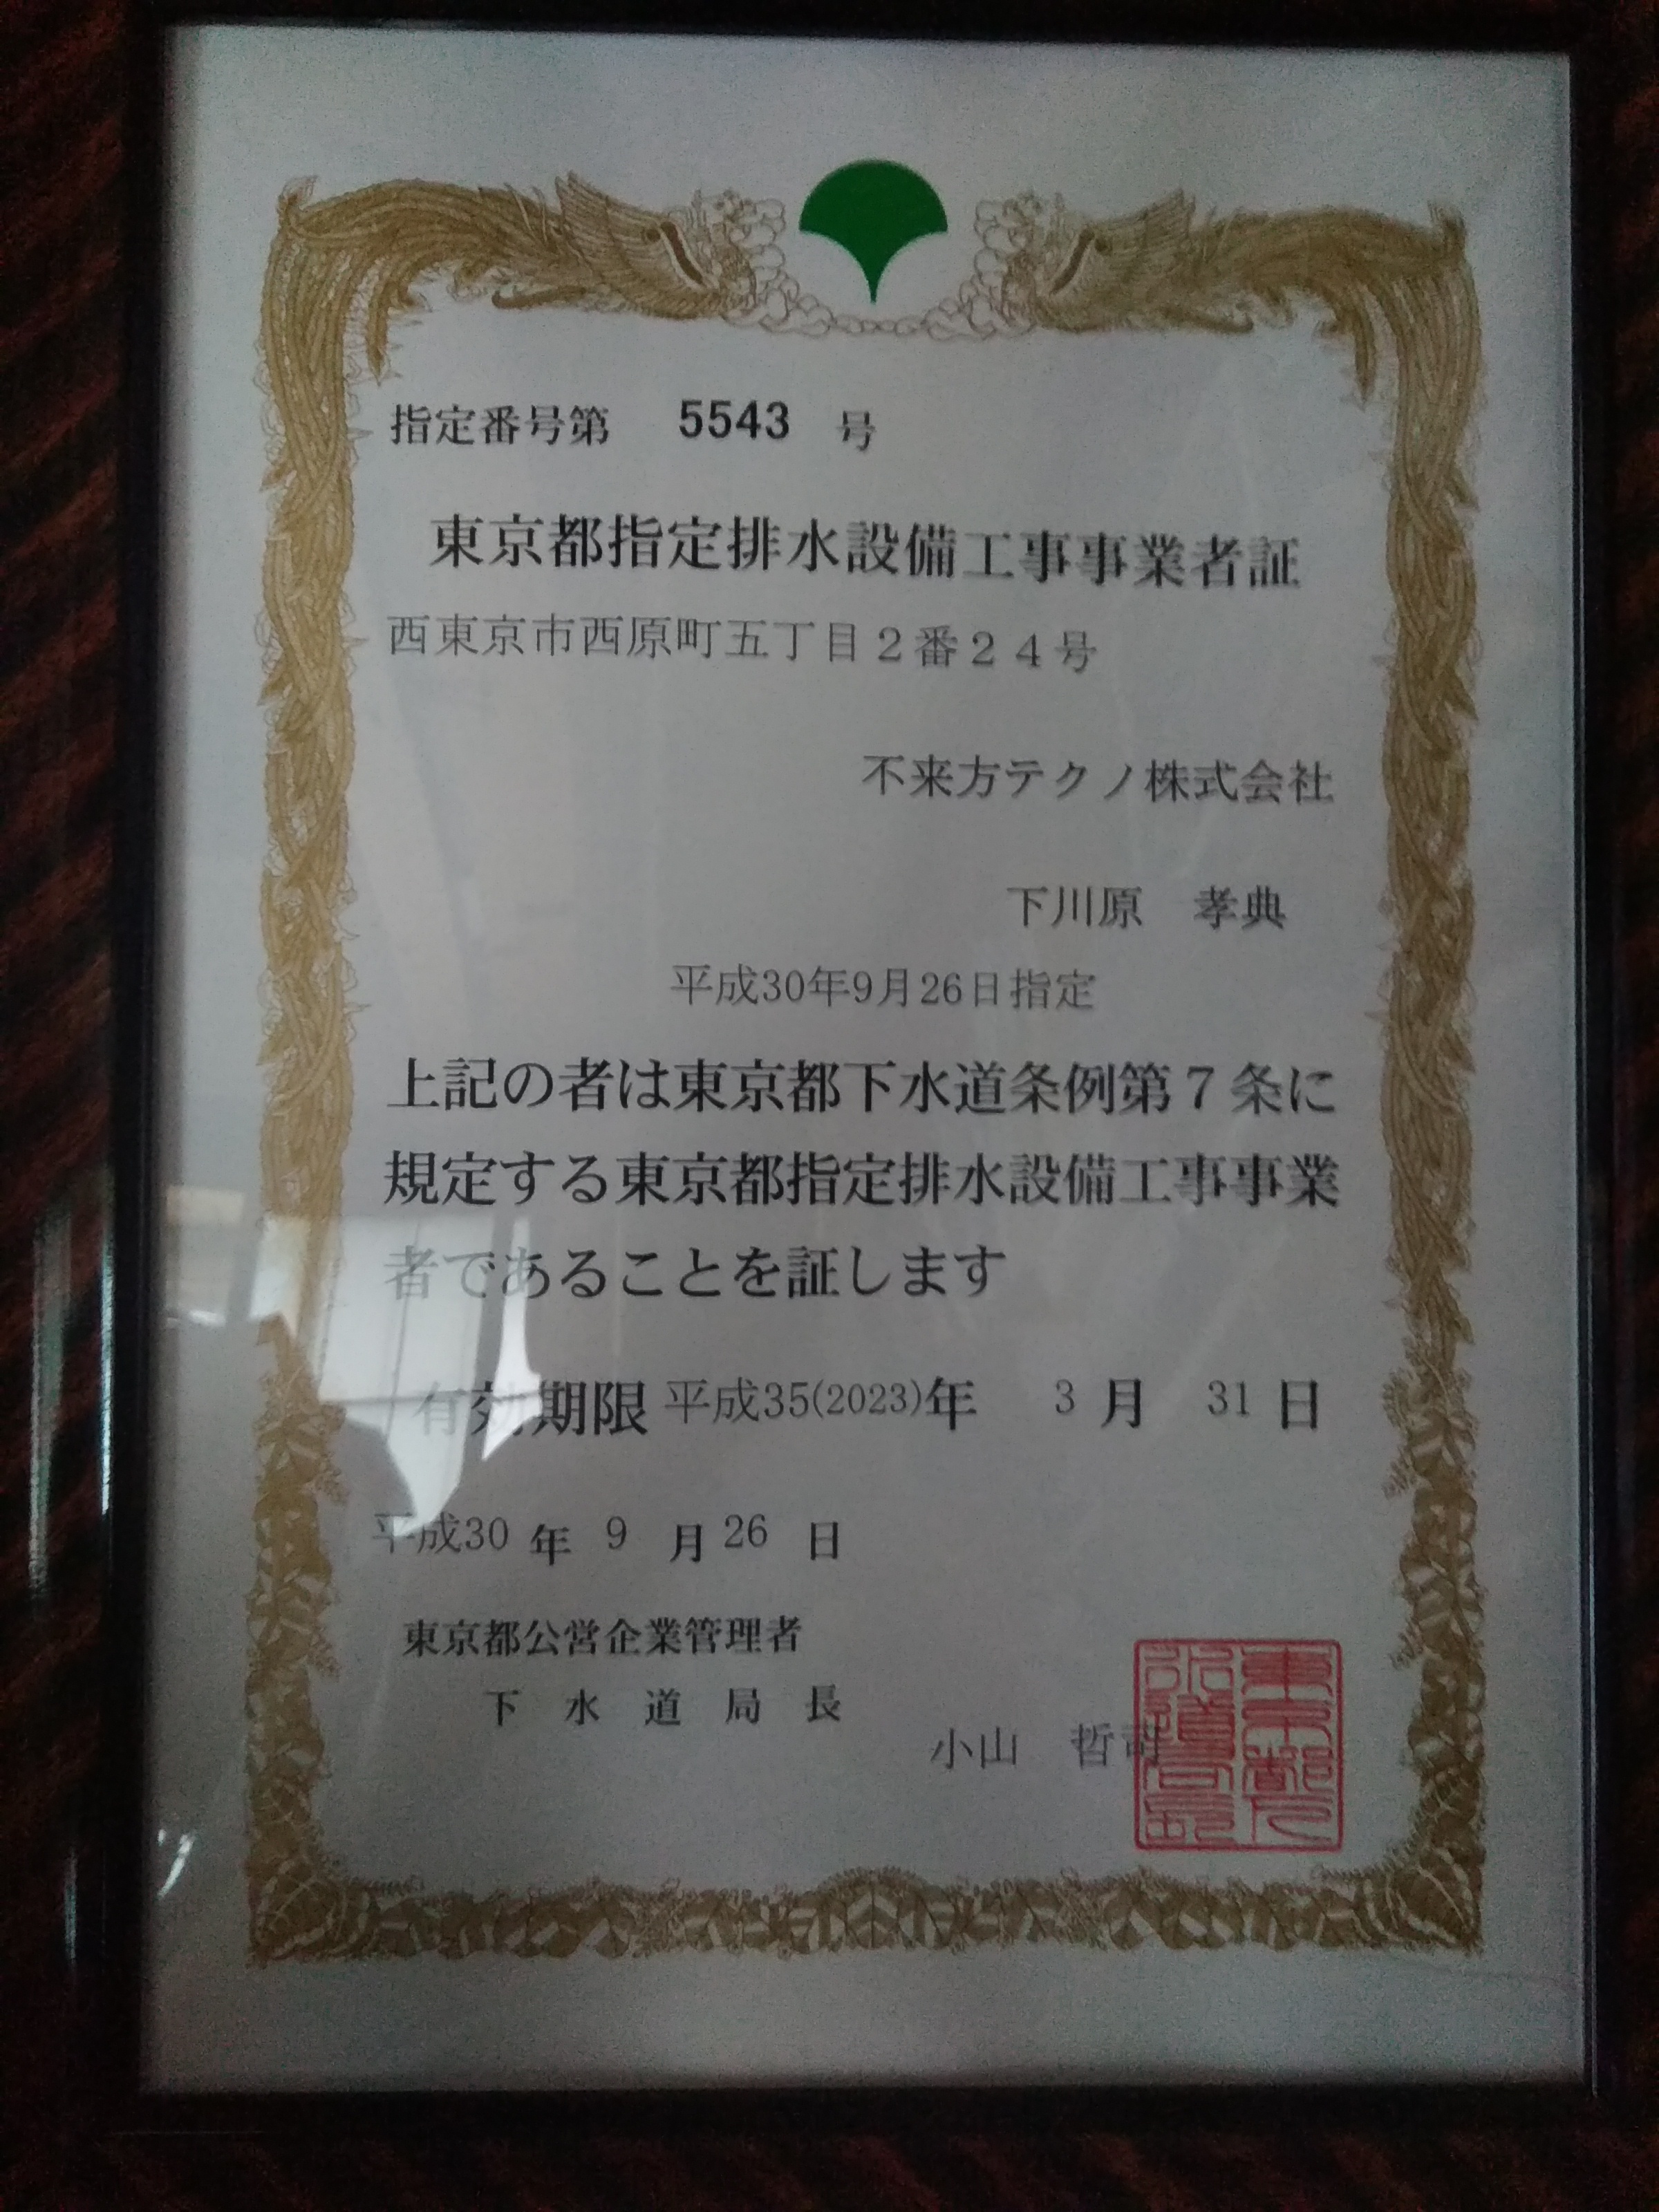 指定番号第 5543 号
東京都指定排水設備工事事業者証
西東京市西原町五丁目２番２４号
不来方テクノ株式会社
下川原 孝典
平成30年9月26日指定
上記の者は東京都下水道条例第７条に
規定する東京都指定排水設備工事事業
者であることを証します
有効期限 平成35(2023)年 3 月 31 日
平成30 年 9 月 26 日
東京都公営企業管理者
下水道局長
小山 哲司